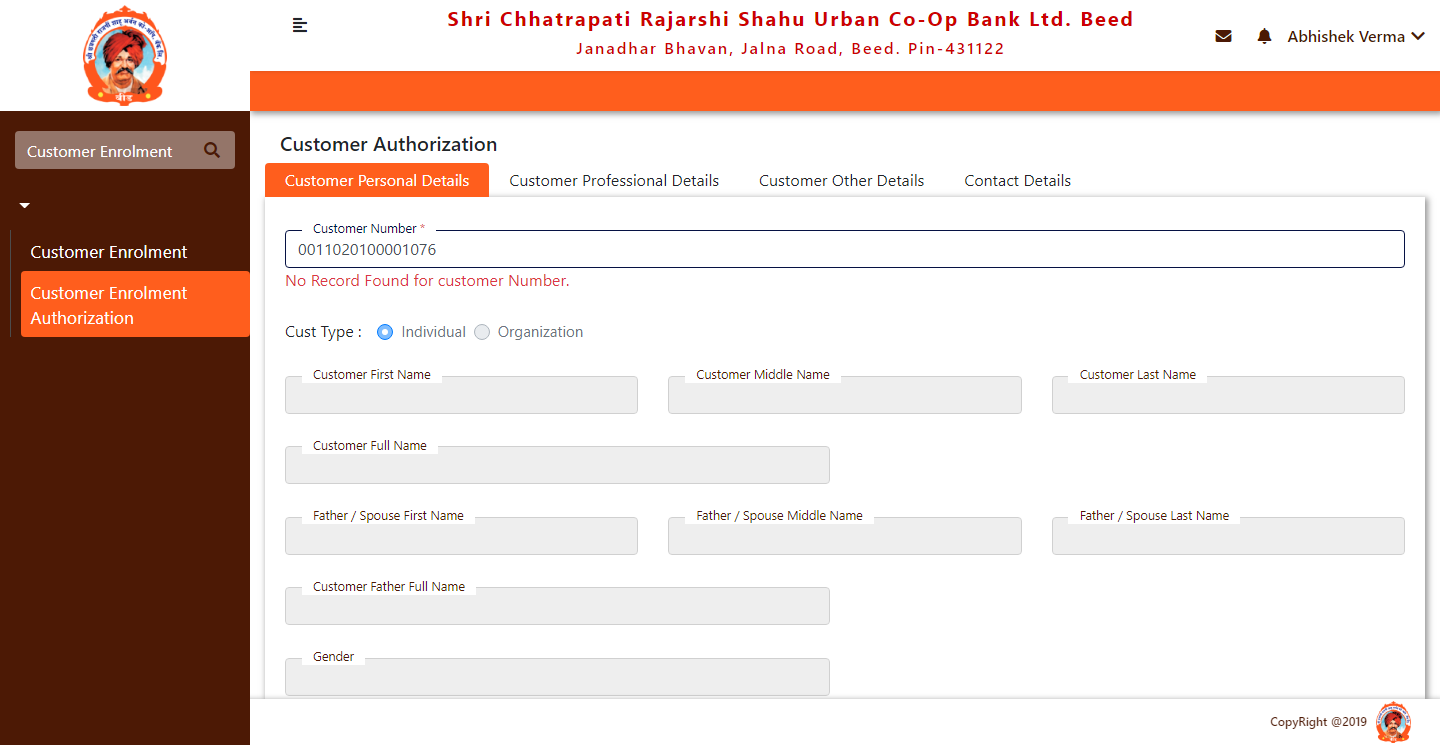 Shri Chhatrapati Rajarshi Shahu Urban Co-Op Bank Ltd. Beed
Janadhar Bhavan, Jalna Road, Beed. Pin-431122
Abhishek Verma
बीड
Customer Enrolment
Customer Enrolment
Customer Enrolment
Authorization
Customer Authorization
Customer Personal Details
Customer Professional Details
Customer Other Details
Contact Details
Customer Number *
0011020100001076
No Record Found for customer Number.
Cust Type : Individual Organization
Customer First Name
Customer Middle Name
Customer Last Name
Customer Full Name
Father / Spouse First Name
Father / Spouse Middle Name
Father / Spouse Last Name
Customer Father Full Name
Gender
CopyRight @2019